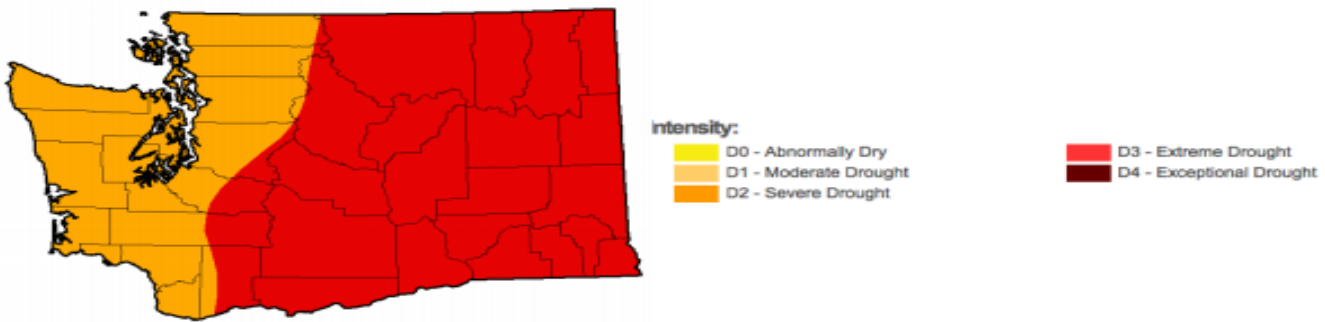 Intensity:
D0 - Abnormally Dry
D1 - Moderate Drought
D2 - Severe Drought
D3 - Extreme Drought
D4 - Exceptional Drought